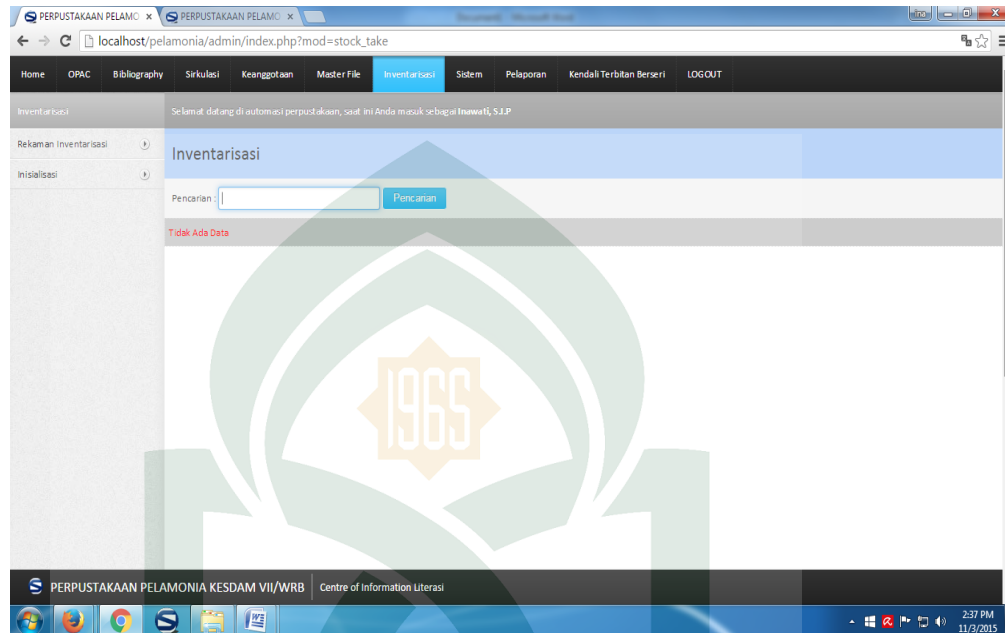 PERPUSTAKAAN PELAMO × PERPUSTAKAAN PELAMO ×
localhost/pelamonia/admin/index.php?mod=stock_take
Home OPAC Bibliography Sirkulasi Keanggotaan Master File Inventarisasi Sistem Pelaporan Kendali Terbitan Berseri LOGOUT
Inventarisasi
Selamat datang di automasi perpustakaan, saat ini Anda masuk sebagai Inawati, S.I.P
Rekaman Inventarisasi
Inisialisasi
Inventarisasi
Pencarian : Pencarian
Tidak Ada Data
1965
PERPUSTAKAAN PELAMONIA KESDAM VII/WRB Centre of Information Literasi
2:37 PM
11/3/2015